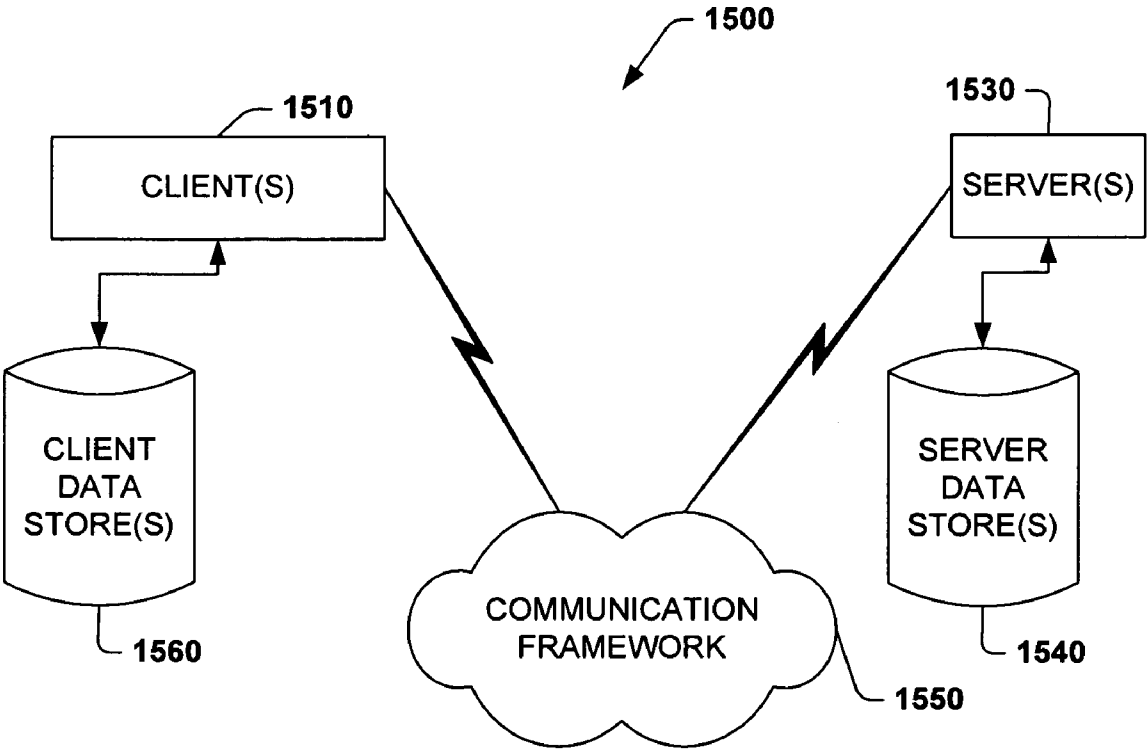 1500
1510
1530
CLIENT(S)
SERVER(S)
CLIENT
DATA
STORE(S)
SERVER
DATA
STORE(S)
COMMUNICATION
FRAMEWORK
1560
1540
1550